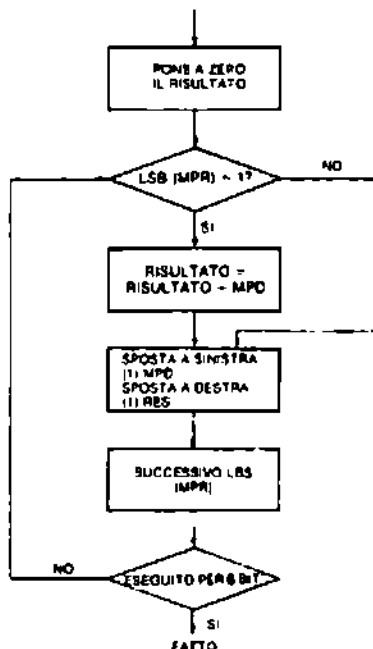 PONE A ZERO
IL RISULTATO
LSB (MPR) = 1?
NO
SI
RISULTATO =
RISULTATO + MPD
SPOSTA A SINISTRA
(1) MPD
SPOSTA A DESTRA
(1) RES
SUCCESSIVO LBS
(MPR)
NO
ESEGUITO PER 8 BIT
SI
FATTO